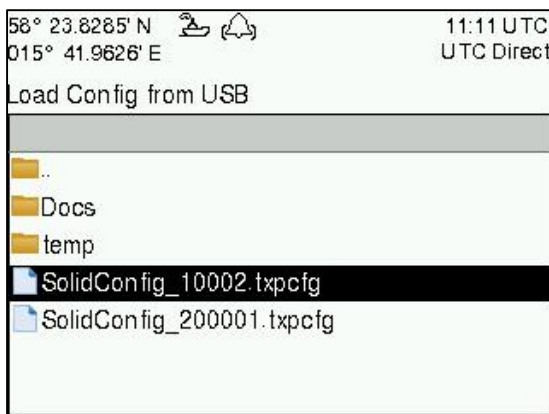 58° 23.8285' N
11:11 UTC
015° 41.9626' E
UTC Direct
Load Config from USB
..
Docs
temp
SolidConfig_10002.txpcfg
SolidConfig_200001.txpcfg